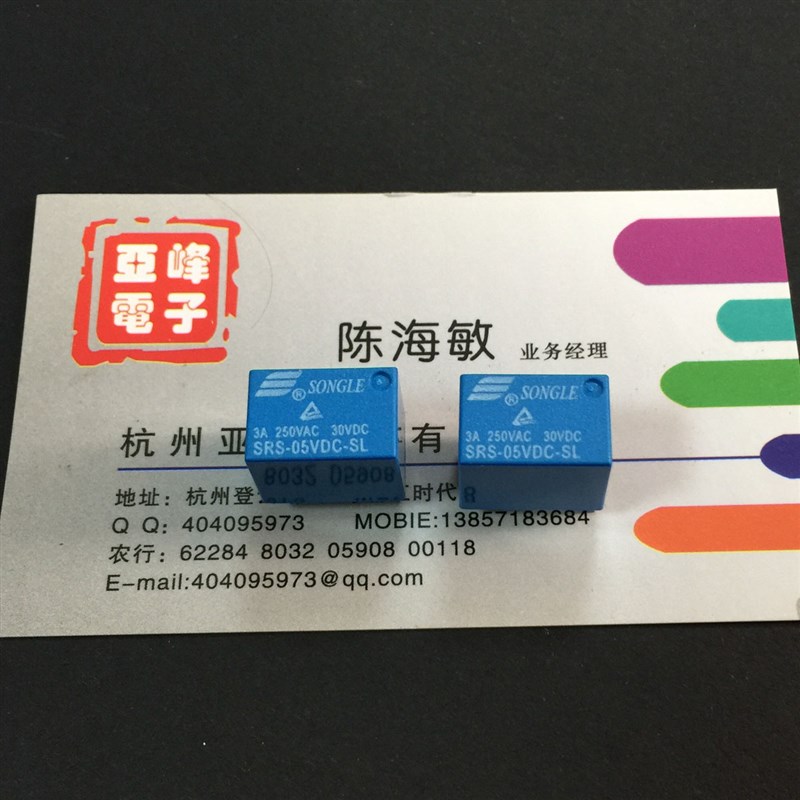 亞峰
電子
陈海敏 业务经理
® SONGLE
3A 250VAC 30VDC
SRS-05VDC-SL
® SONGLE
3A 250VAC 30VDC
SRS-05VDC-SL
杭州亚 有
地址：杭州登 时代
QQ：404095973 MOBIE:13857183684
农行：62284 8032 05908 00118
E-mail:404095973@qq.com